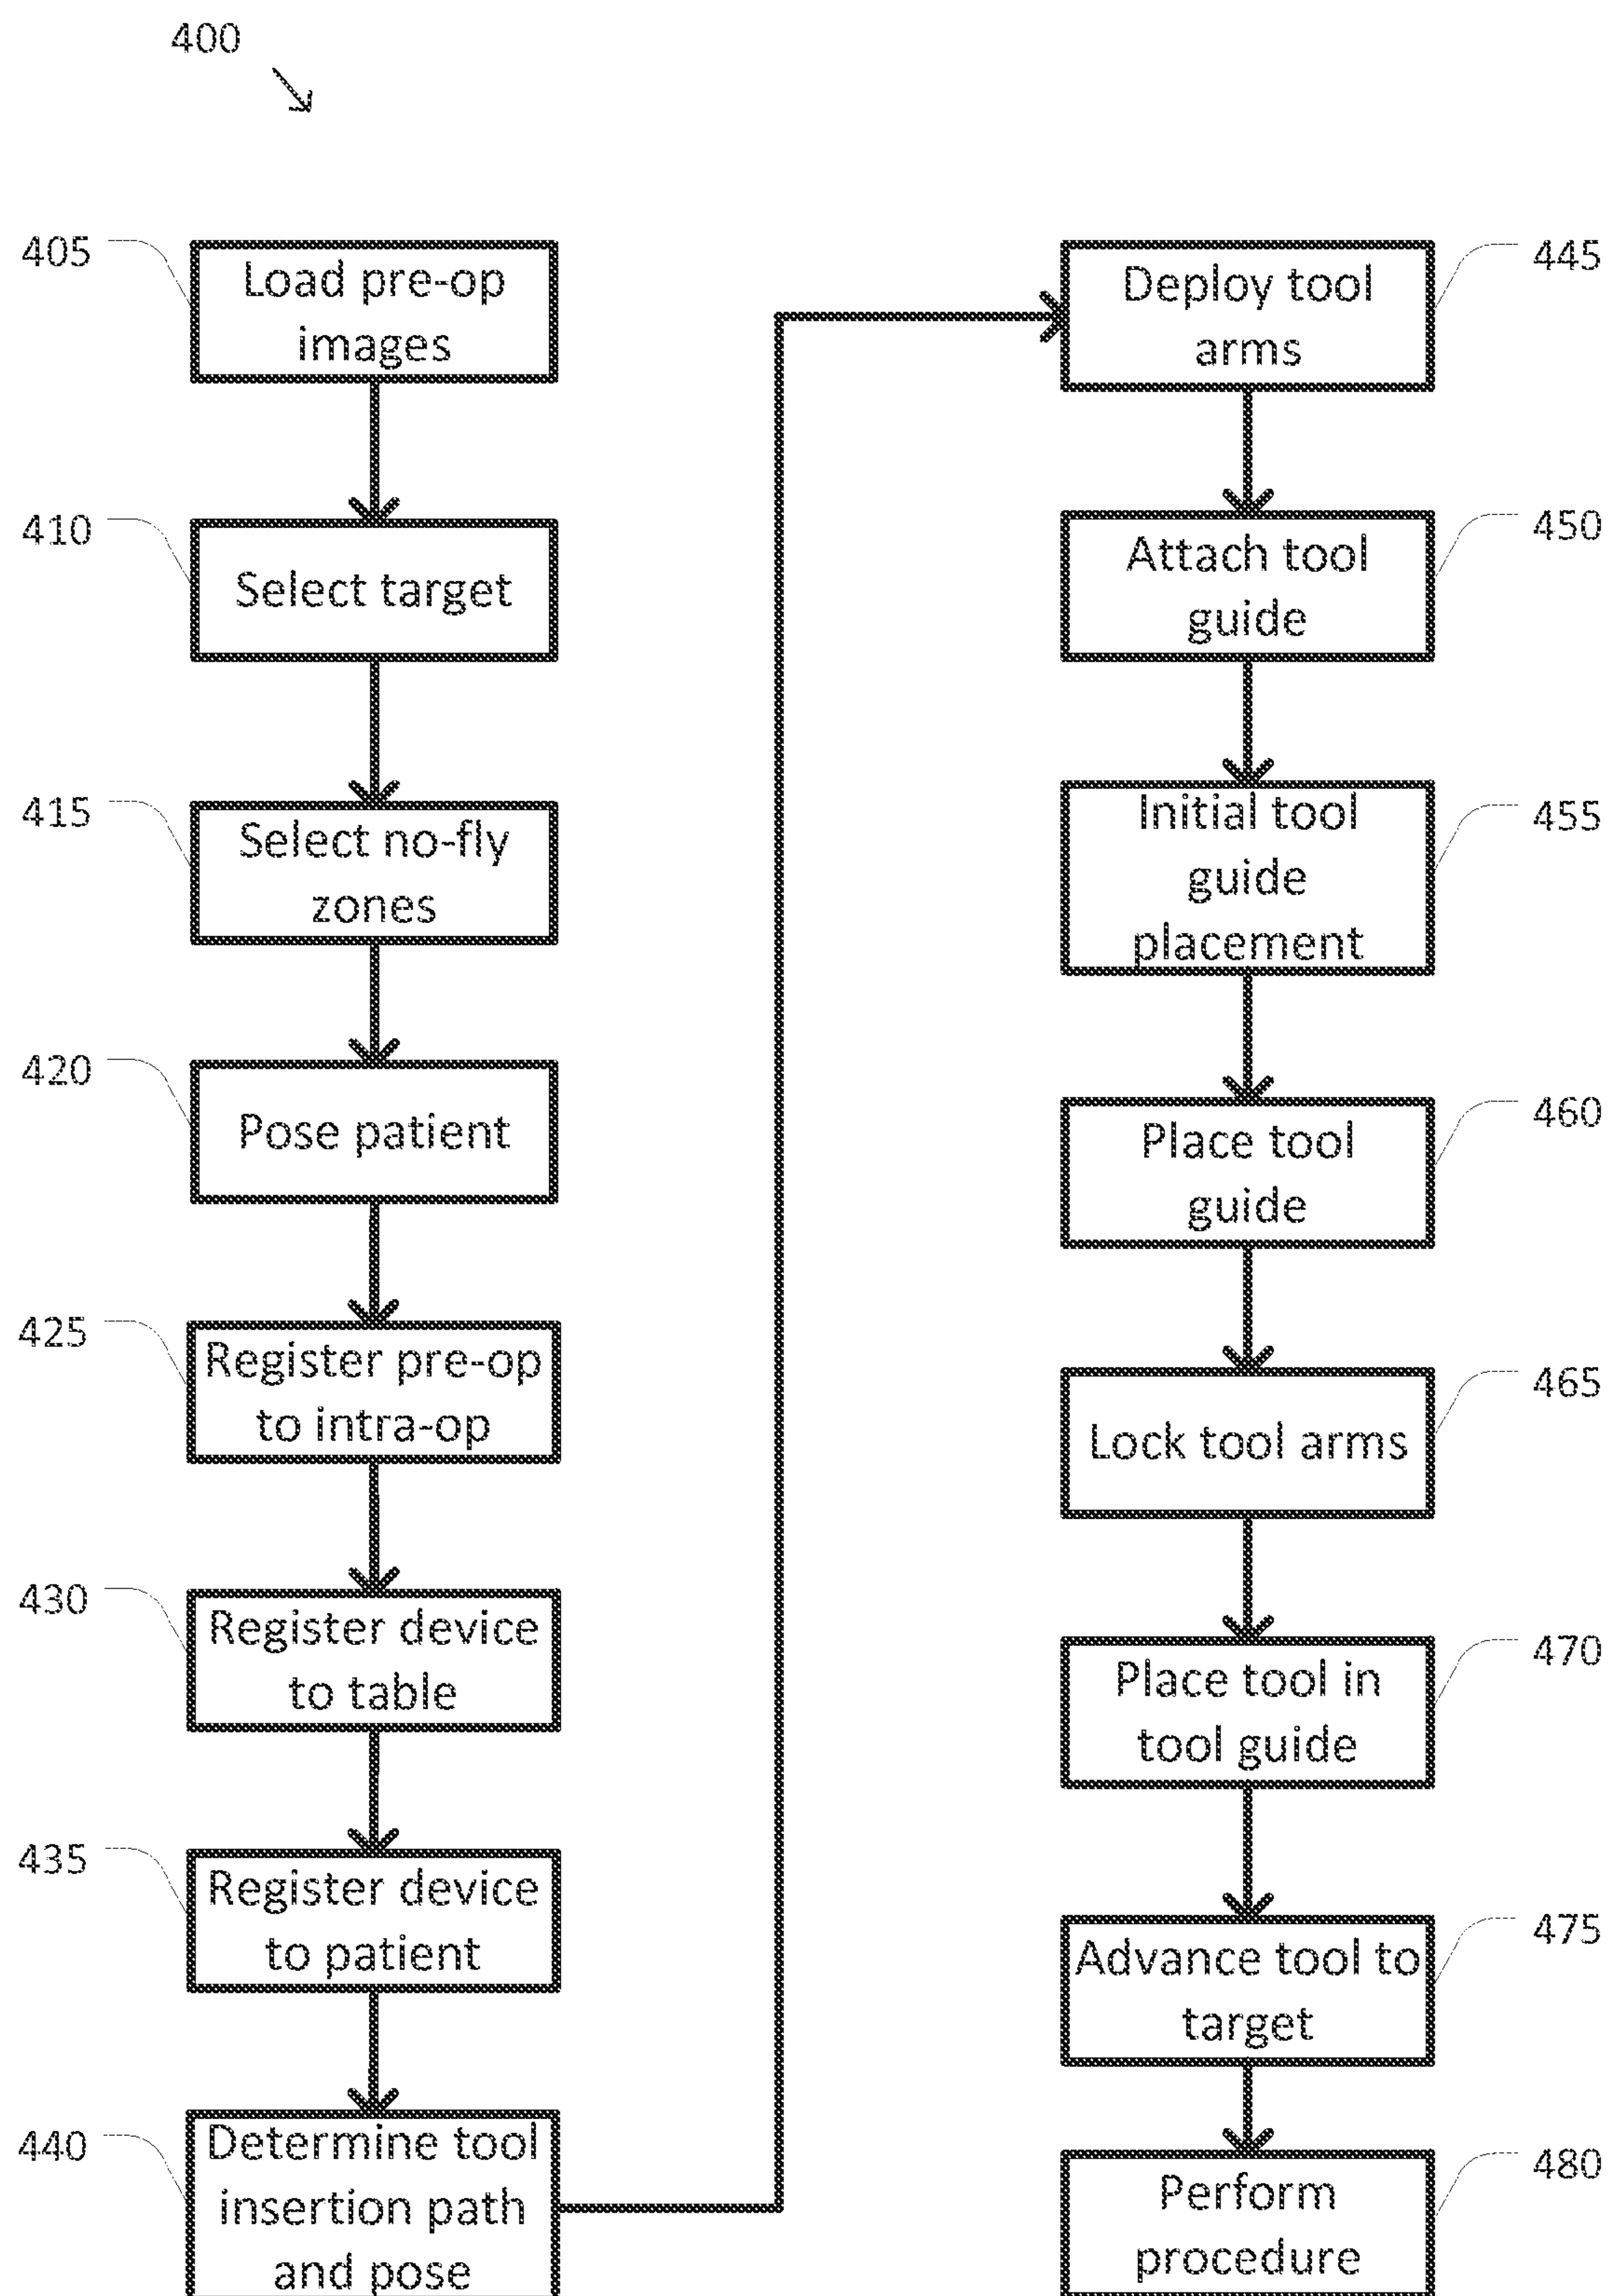 400
405
Load pre-op
images
410
Select target
415
Select no-fly
zones
420
Pose patient
425
Register pre-op
to intra-op
430
Register device
to table
435
Register device
to patient
440
Determine tool
insertion path
and pose
445
Deploy tool
arms
450
Attach tool
guide
455
Initial tool
guide
placement
460
Place tool
guide
465
Lock tool arms
470
Place tool in
tool guide
475
Advance tool to
target
480
Perform
procedure